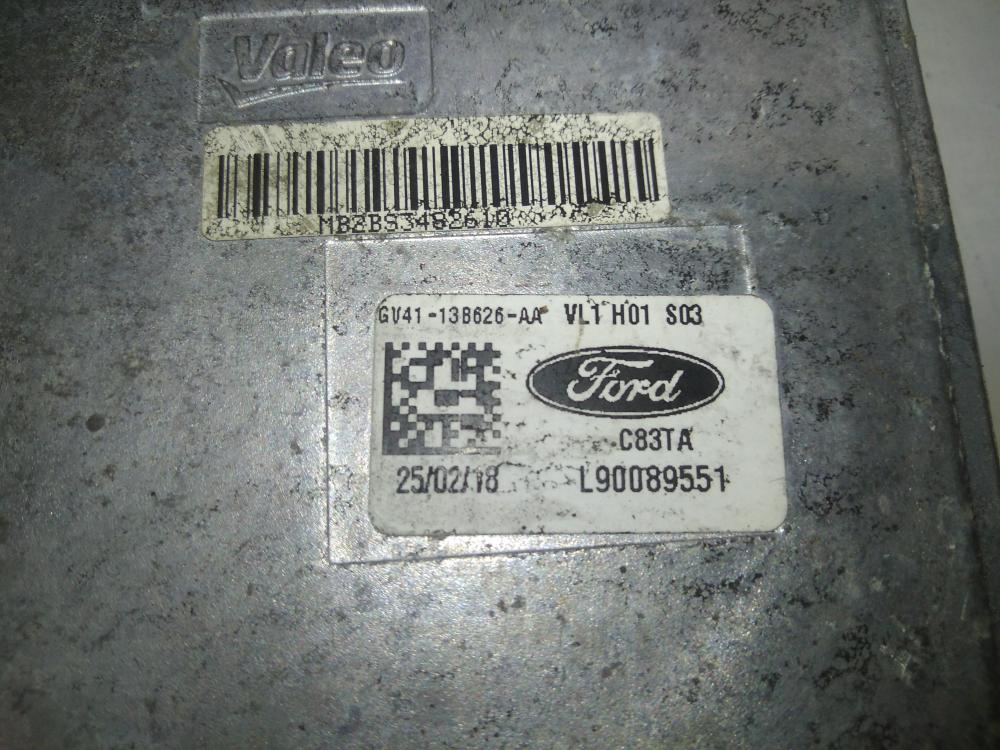 Valeo
MB2BS3482610
GV41-13B626-AA VL1 H01 S03
Ford
C83TA
25/02/18 L90089551